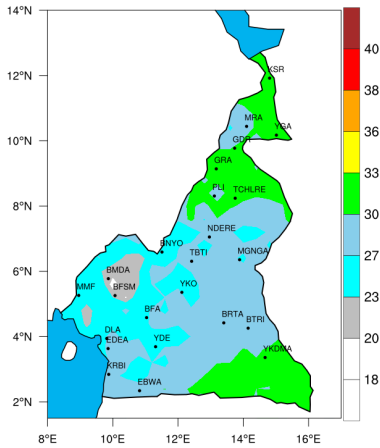 14°N
12°N
10°N
8°N
6°N
4°N
2°N
8°E 10°E 12°E 14°E 16°E
KSR
MRA
YGA
GDR
GRA
PLI
TCHLRE
NDERE
BNYO
TBTI
MGNGA
BMDA
MMF
BFSM
YKO
BFA
BRTA
BTRI
DLA
EDEA
YDE
YKDMA
KRBI
EBWA
40
38
36
33
30
27
23
20
18